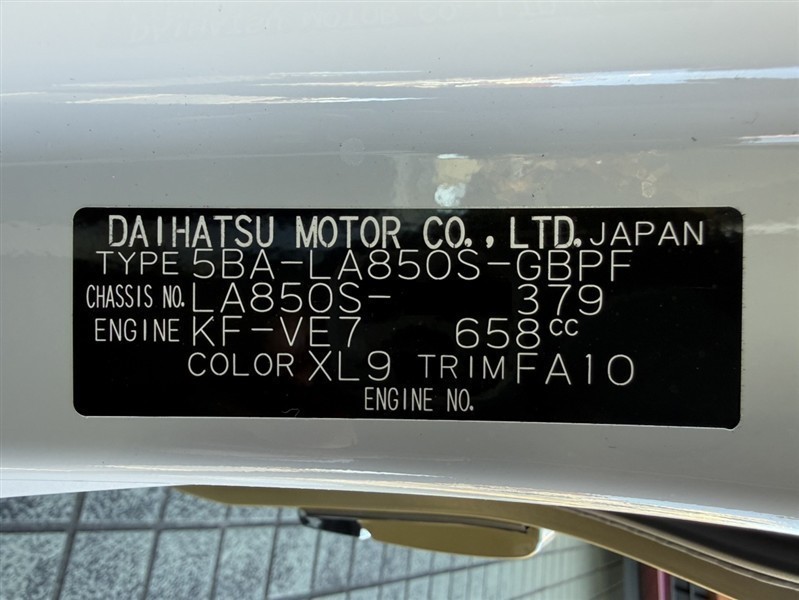 DAIHATSU MOTOR CO., LTD. JAPAN
TYPE 5BA-LA850S-GBPF
CHASSIS NO. LA850S- 379
ENGINE KF-VE7 658cc
COLOR XL9 TRIM FA10
ENGINE NO.